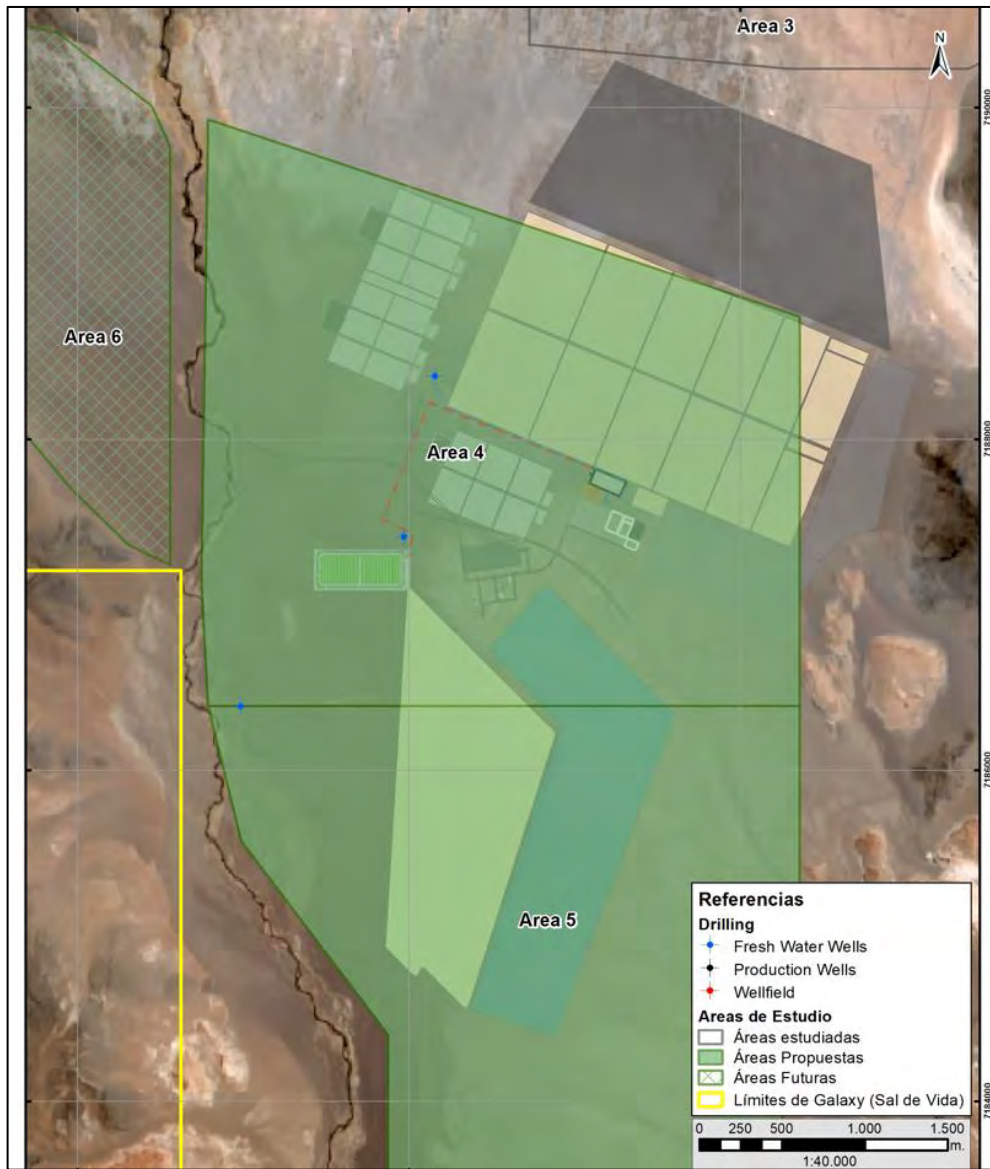 Area 3
N
7190000
Area 6
Area 4
7188000
7186000
Area 5
Referencias
Drilling
Fresh Water Wells
Production Wells
Wellfield
Areas de Estudio
Áreas estudiadas
Áreas Propuestas
Áreas Futuras
Límites de Galaxy (Sal de Vida)
0 250 500 1.000 1.500
m.
1:40.000
7184000